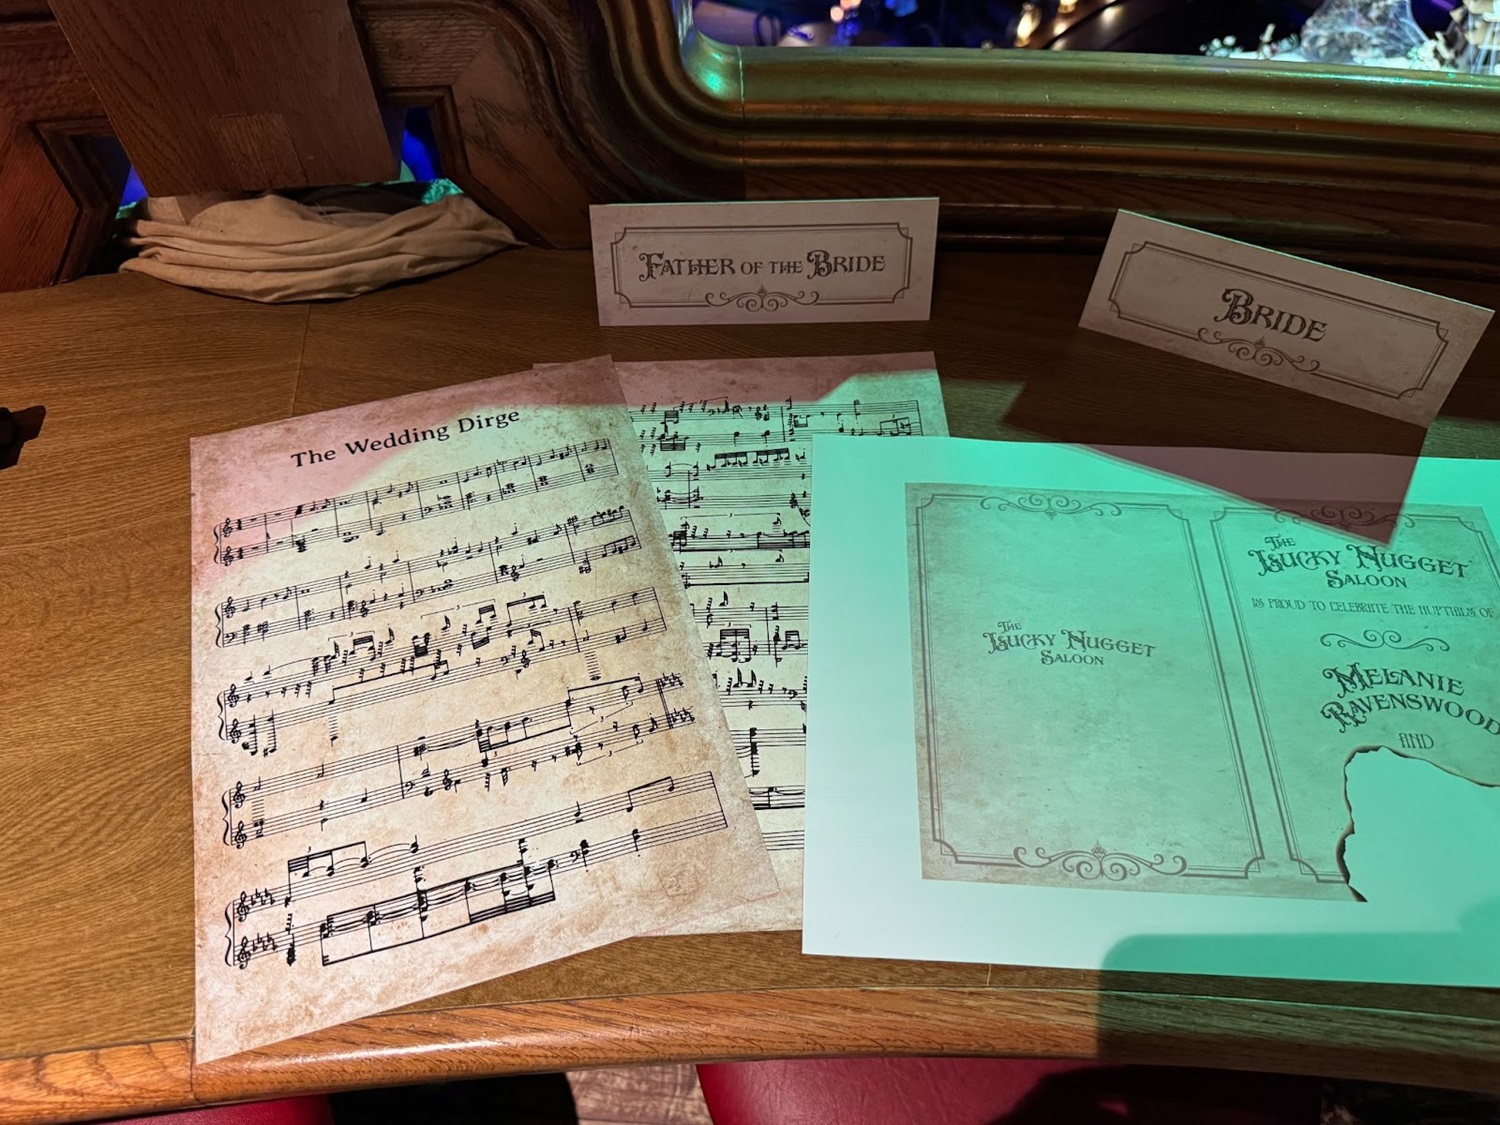 FATHER OF THE BRIDE
BRIDE
The Wedding Dirge
THE
LUCKY NUGGET
SALOON
THE
LUCKY NUGGET
SALOON
IS PROUD TO CELEBRATE THE NUPTIALS OF
MELANIE
RAVENSWOOD
AND